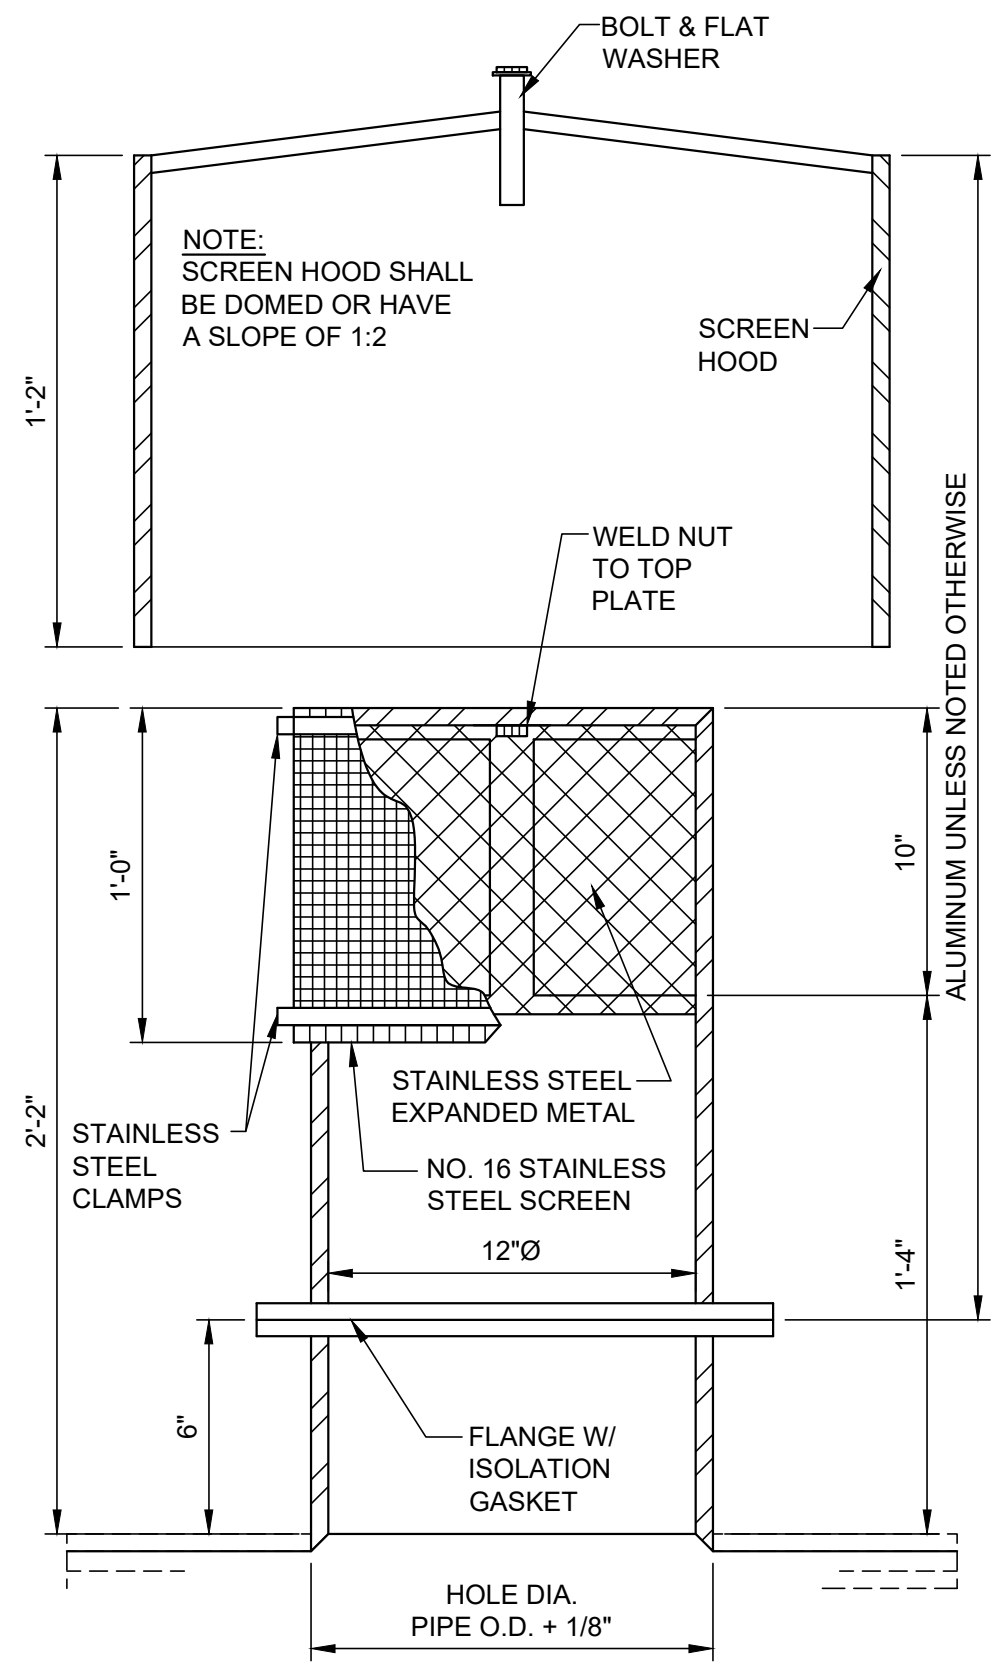 BOLT & FLAT
WASHER
NOTE:
SCREEN HOOD SHALL
BE DOMED OR HAVE
A SLOPE OF 1:2
SCREEN
HOOD
1'-2"
WELD NUT
TO TOP
PLATE
ALUMINUM UNLESS NOTED OTHERWISE
1'-0"
10"
2'-2"
STAINLESS STEEL
EXPANDED METAL
STAINLESS
STEEL
CLAMPS
NO. 16 STAINLESS
STEEL SCREEN
12"Ø
1'-4"
6"
FLANGE W/
ISOLATION
GASKET
HOLE DIA.
PIPE O.D. + 1/8"